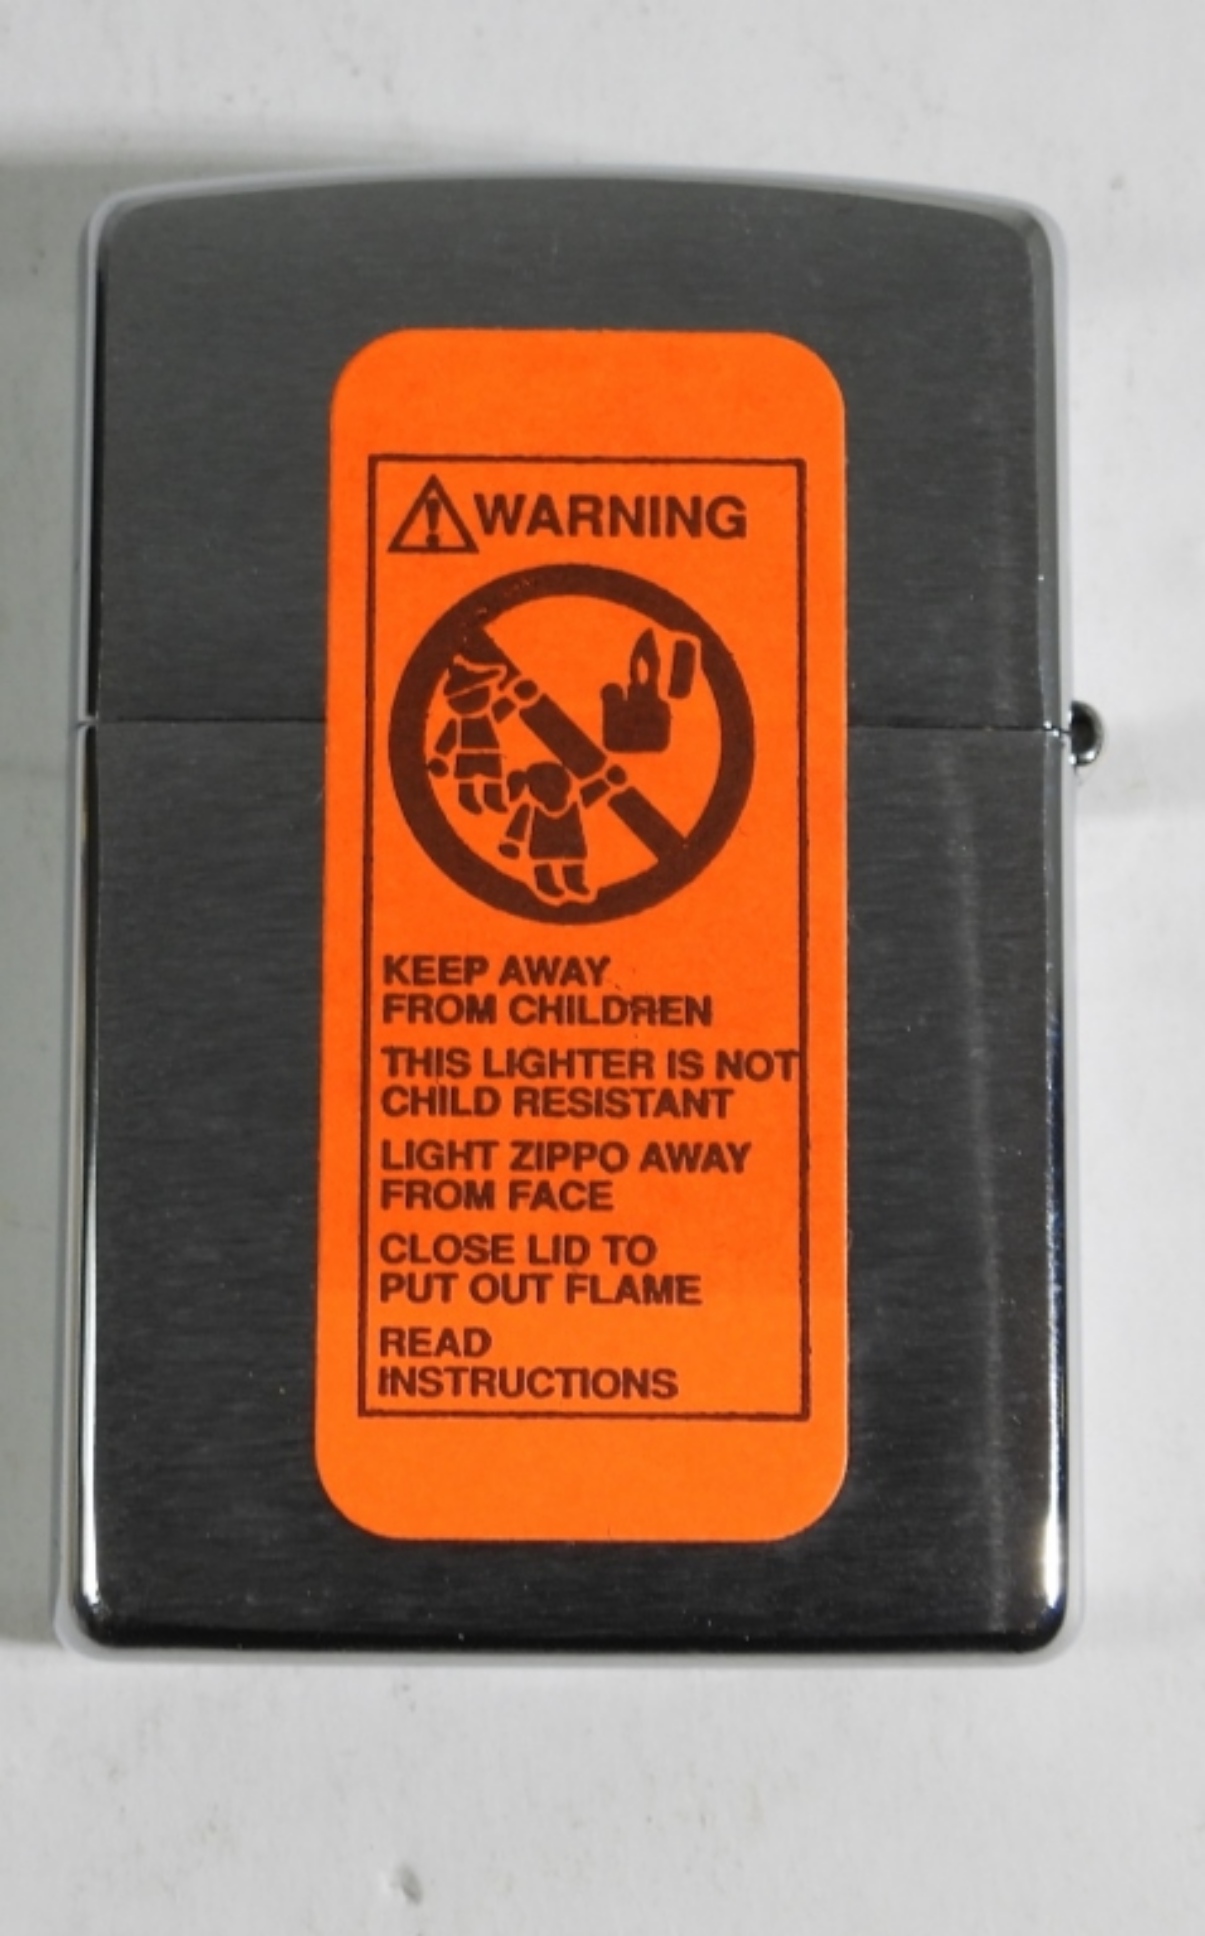 WARNING
KEEP AWAY
FROM CHILDREN
THIS LIGHTER IS NOT
CHILD RESISTANT
LIGHT ZIPPO AWAY
FROM FACE
CLOSE LID TO
PUT OUT FLAME
READ
INSTRUCTIONS